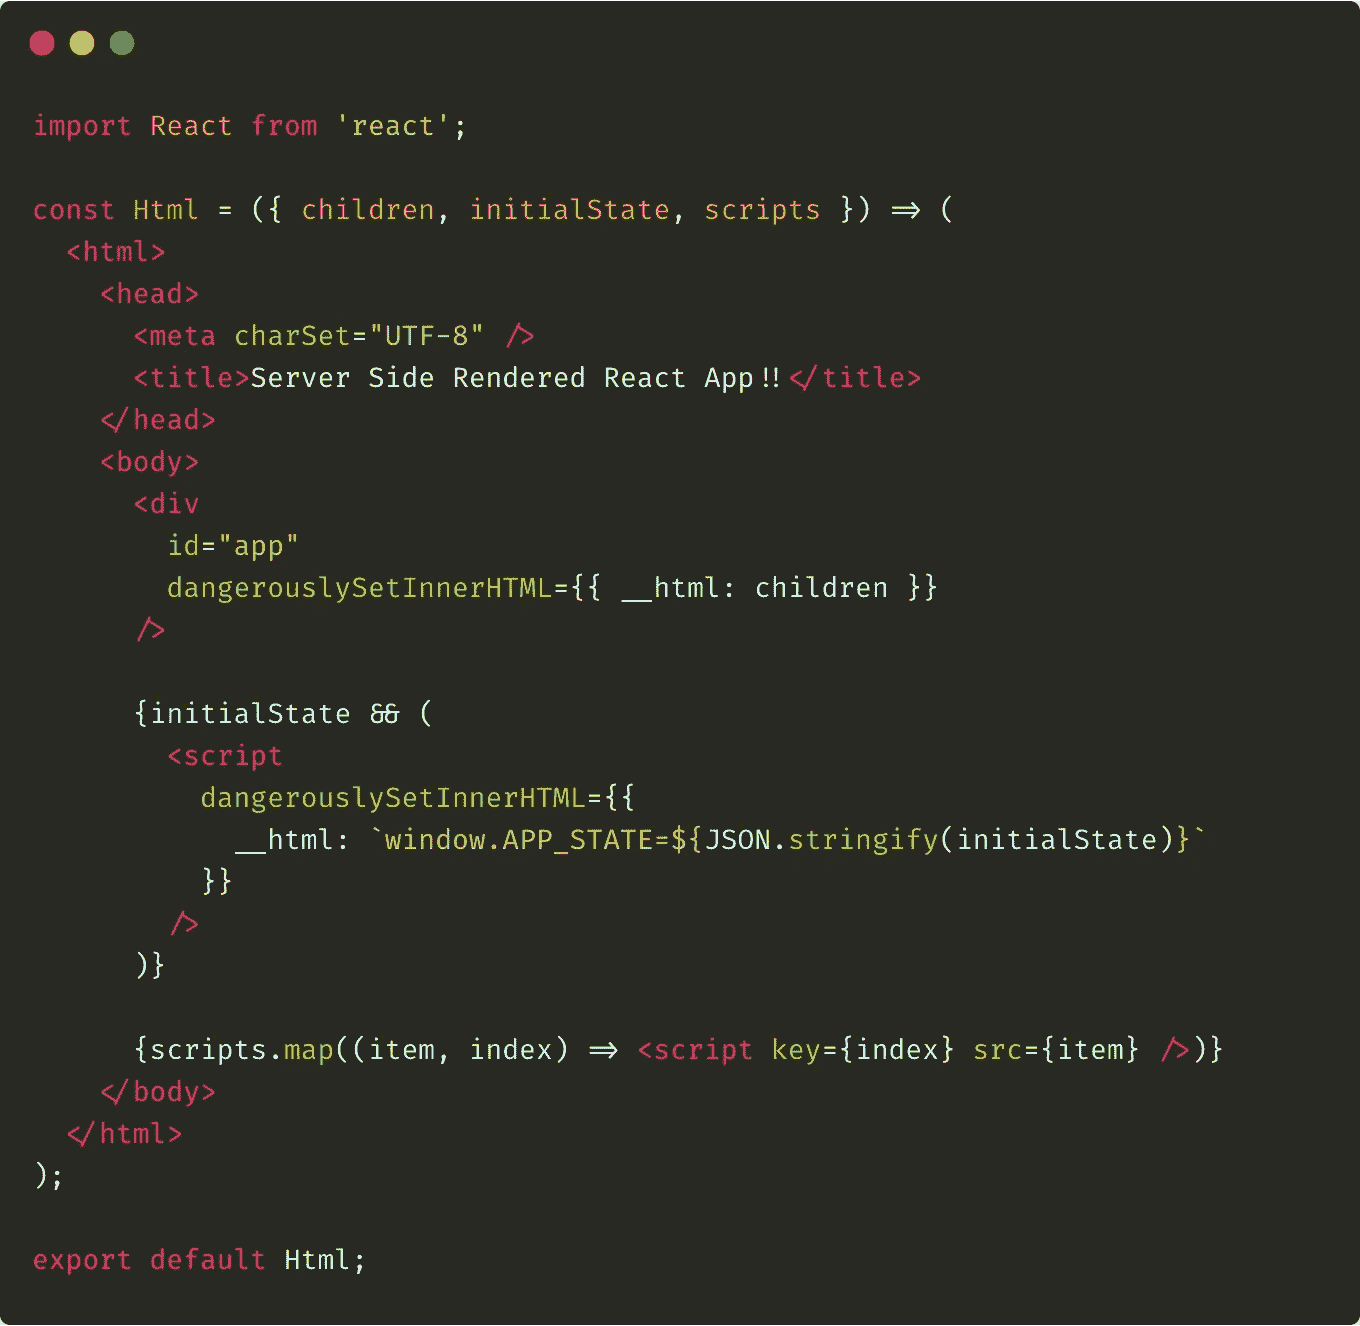 import React from 'react';
const Html = ({ children, initialState, scripts }) => (
  <html>
    <head>
      <meta charSet="UTF-8" />
      <title>Server Side Rendered React App!!</title>
    </head>
    <body>
      <div
        id="app"
        dangerouslySetInnerHTML={{ __html: children }}
      />
      {initialState && (
        <script
          dangerouslySetInnerHTML={{
            __html: `window.APP_STATE=${JSON.stringify(initialState)}`
          }}
        />
      )}
      {scripts.map((item, index) => <script key={index} src={item} />)}
    </body>
  </html>
);
export default Html;